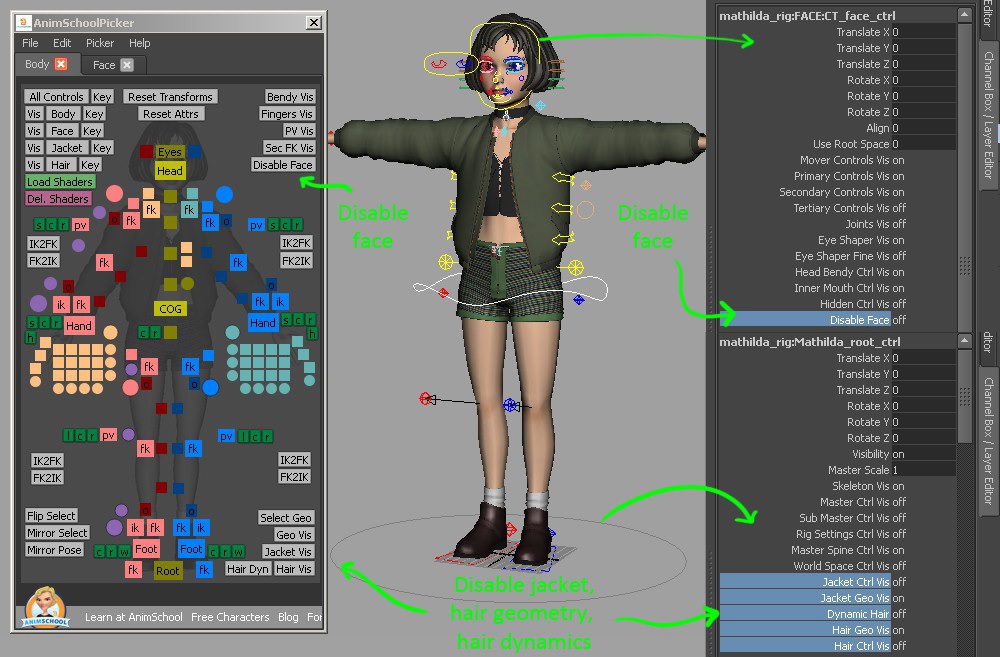 AnimSchoolPicker
File Edit Picker Help
Body Face
All Controls Key Reset Transforms Bendy Vis
Vis Body Key Reset Attrs Fingers Vis
Vis Face Key PV Vis
Vis Jacket Key Eyes Sec FK Vis
Vis Hair Key Head Disable Face
Load Shaders
Del. Shaders
fk fk
s c r pv o fk fk o pv s c r
IK2FK IK2FK
FK2IK FK2IK
fk fk
o o
ik fk COG fk ik
s c r Hand Hand s c r
h c r h
fk fk fk fk
o o
l c r pv pv l c r
fk fk
IK2FK IK2FK
FK2IK FK2IK
o o
Flip Select Select Geo
Mirror Select ik fk fk ik Geo Vis
Mirror Pose c r w Foot Foot c r w Jacket Vis
fk Root fk Hair Dyn Hair Vis
ANIMSCHOOL
Learn at AnimSchool Free Characters Blog Fo
Disable
face
Disable
face
Disable jacket,
hair geometry,
hair dynamics
mathilda_rig:FACE:CT_face_ctrl
Translate X 0
Translate Y 0
Translate Z 0
Rotate X 0
Rotate Y 0
Rotate Z 0
Align 0
Use Root Space 0
Mover Controls Vis on
Primary Controls Vis on
Secondary Controls Vis on
Tertiary Controls Vis off
Joints Vis off
Eye Shaper Vis on
Eye Shaper Fine Vis off
Head Bendy Ctrl Vis on
Inner Mouth Ctrl Vis on
Hidden Ctrl Vis off
Disable Face off
mathilda_rig:Mathilda_root_ctrl
Translate X 0
Translate Y 0
Translate Z 0
Rotate X 0
Rotate Y 0
Rotate Z 0
Visibility on
Master Scale 1
Skeleton Vis on
Master Ctrl Vis off
Sub Master Ctrl Vis off
Rig Settings Ctrl Vis off
Master Spine Ctrl Vis on
World Space Ctrl Vis off
Jacket Ctrl Vis off
Jacket Geo Vis on
Dynamic Hair off
Hair Geo Vis on
Hair Ctrl Vis off
Editor
Channel Box / Layer Editor
ditor
Channel Box / Layer Editor